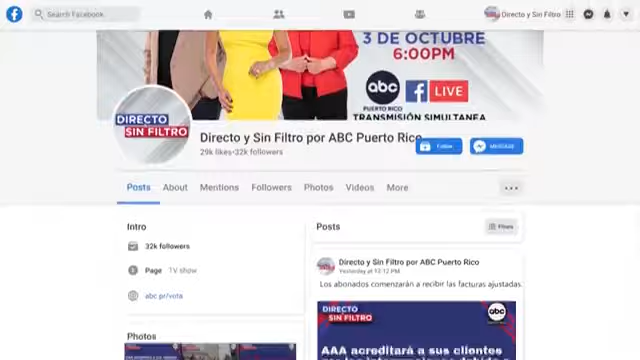 Search Facebook
Directo y Sin Filtro
3 DE OCTUBRE
6:00PM
abc
LIVE
PUERTO RICO
TRANSMISIÓN SIMULTANEA
DIRECTO
SIN FILTRO
Directo y Sin Filtro por ABC Puerto Rico
29k likes•32k followers
Follow
MESSAGE
Posts
About
Mentions
Followers
Photos
Videos
More
Intro
32k followers
Page TV show
abc pr/vota
Photos
Posts
Filters
Directo y Sin Filtro por ABC Puerto Rico
Yesterday at 12:12 PM
Los abonados comenzarán a recibir las facturas ajustadas
DIRECTO
SIN FILTRO
abc
AAA acreditará a sus clientes